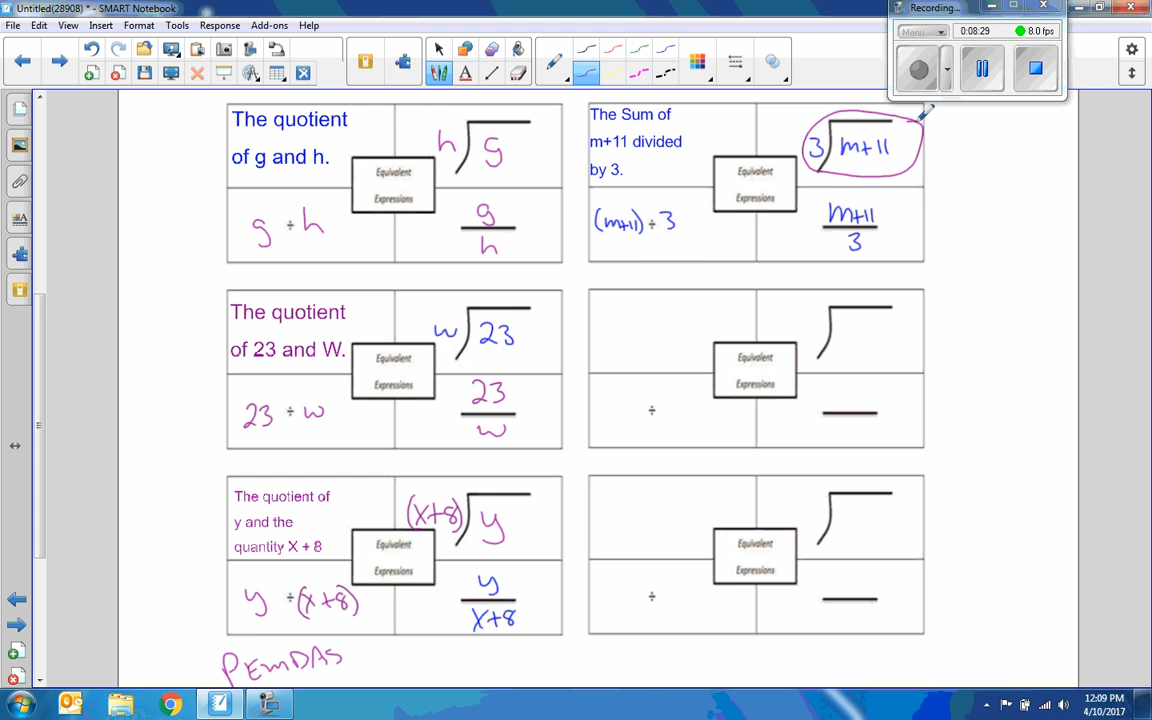 Untitled(28908) * - SMART Notebook
Recording...
File Edit View Insert Format Tools Response Add-ons Help
Menu 0:08:29 8.0 fps
The quotient
of g and h.
h g
Equivalent
Expressions
g ÷ h
g
h
The Sum of
m+11 divided
by 3.
3 m+11
Equivalent
Expressions
(m+11) ÷ 3
m+11
3
The quotient
of 23 and W.
w 23
Equivalent
Expressions
23 ÷ w
23
w
Equivalent
Expressions
÷
The quotient of
y and the
quantity X + 8
(x+8) y
Equivalent
Expressions
y ÷ (x+8)
y
x+8
Equivalent
Expressions
÷
PEMDAS
12:09 PM
4/10/2017